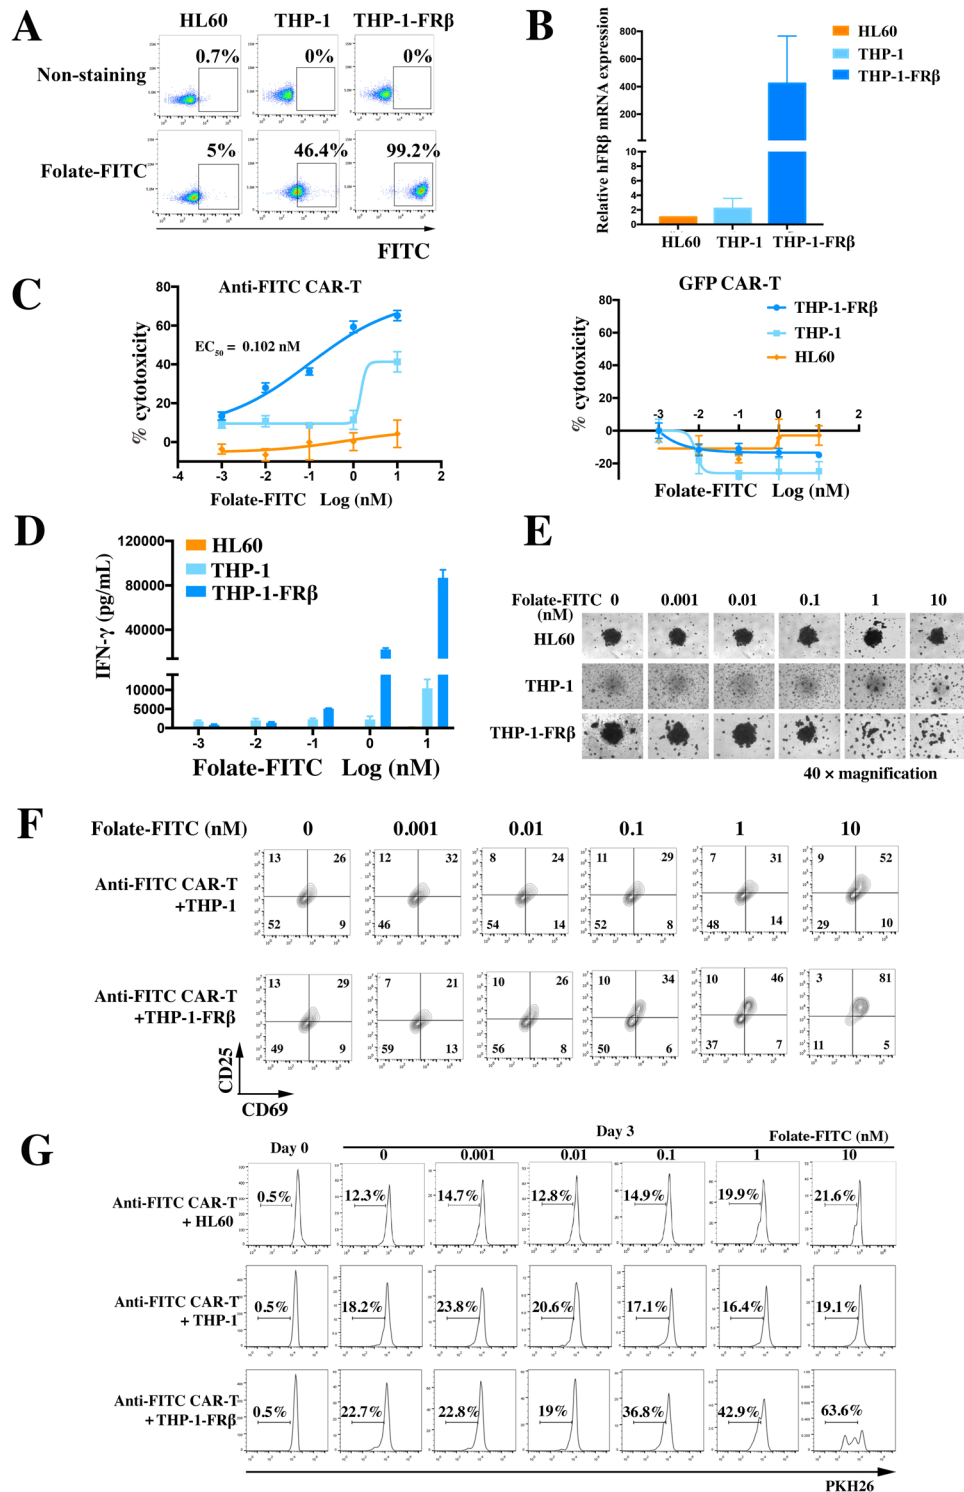 A
HL60 THP-1 THP-1-FRβ
Non-staining
0.7% 0% 0%
Folate-FITC
5% 46.4% 99.2%
FITC
B
Relative hFRβ mRNA expression
800
600
400
200
10
8
6
4
2
0
HL60 THP-1 THP-1-FRβ
HL60
THP-1
THP-1-FRβ
C
Anti-FITC CAR-T
% cytotoxicity
80
60
40
20
0
EC50 = 0.102 nM
-4 -3 -2 -1 0 1 2
Folate-FITC Log (nM)
GFP CAR-T
% cytotoxicity
80
60
40
20
0
-20
-3 -2 -1 0 1 2
THP-1-FRβ
THP-1
HL60
Folate-FITC Log (nM)
D
IFN-γ (pg/mL)
120000
80000
40000
10000
5000
0
HL60
THP-1
THP-1-FRβ
-3 -2 -1 0 1
Folate-FITC Log (nM)
E
Folate-FITC 0 0.001 0.01 0.1 1 10
(nM)
HL60
THP-1
THP-1-FRβ
40 × magnification
F
Folate-FITC (nM) 0 0.001 0.01 0.1 1 10
Anti-FITC CAR-T
+THP-1
13 26 12 32 8 24 11 29 7 31 9 52
52 9 46 54 14 52 8 48 14 29 10
Anti-FITC CAR-T
+THP-1-FRβ
13 29 7 21 10 26 10 34 10 46 3 81
49 9 59 13 56 8 50 6 37 7 11 5
CD25
CD69
G
Day 0 Day 3 Folate-FITC (nM)
0 0.001 0.01 0.1 1 10
Anti-FITC CAR-T
+ HL60
0.5% 12.3% 14.7% 12.8% 14.9% 19.9% 21.6%
Anti-FITC CAR-T
+ THP-1
0.5% 18.2% 23.8% 20.6% 17.1% 16.4% 19.1%
Anti-FITC CAR-T
+THP-1-FRβ
0.5% 22.7% 22.8% 19% 36.8% 42.9% 63.6%
PKH26